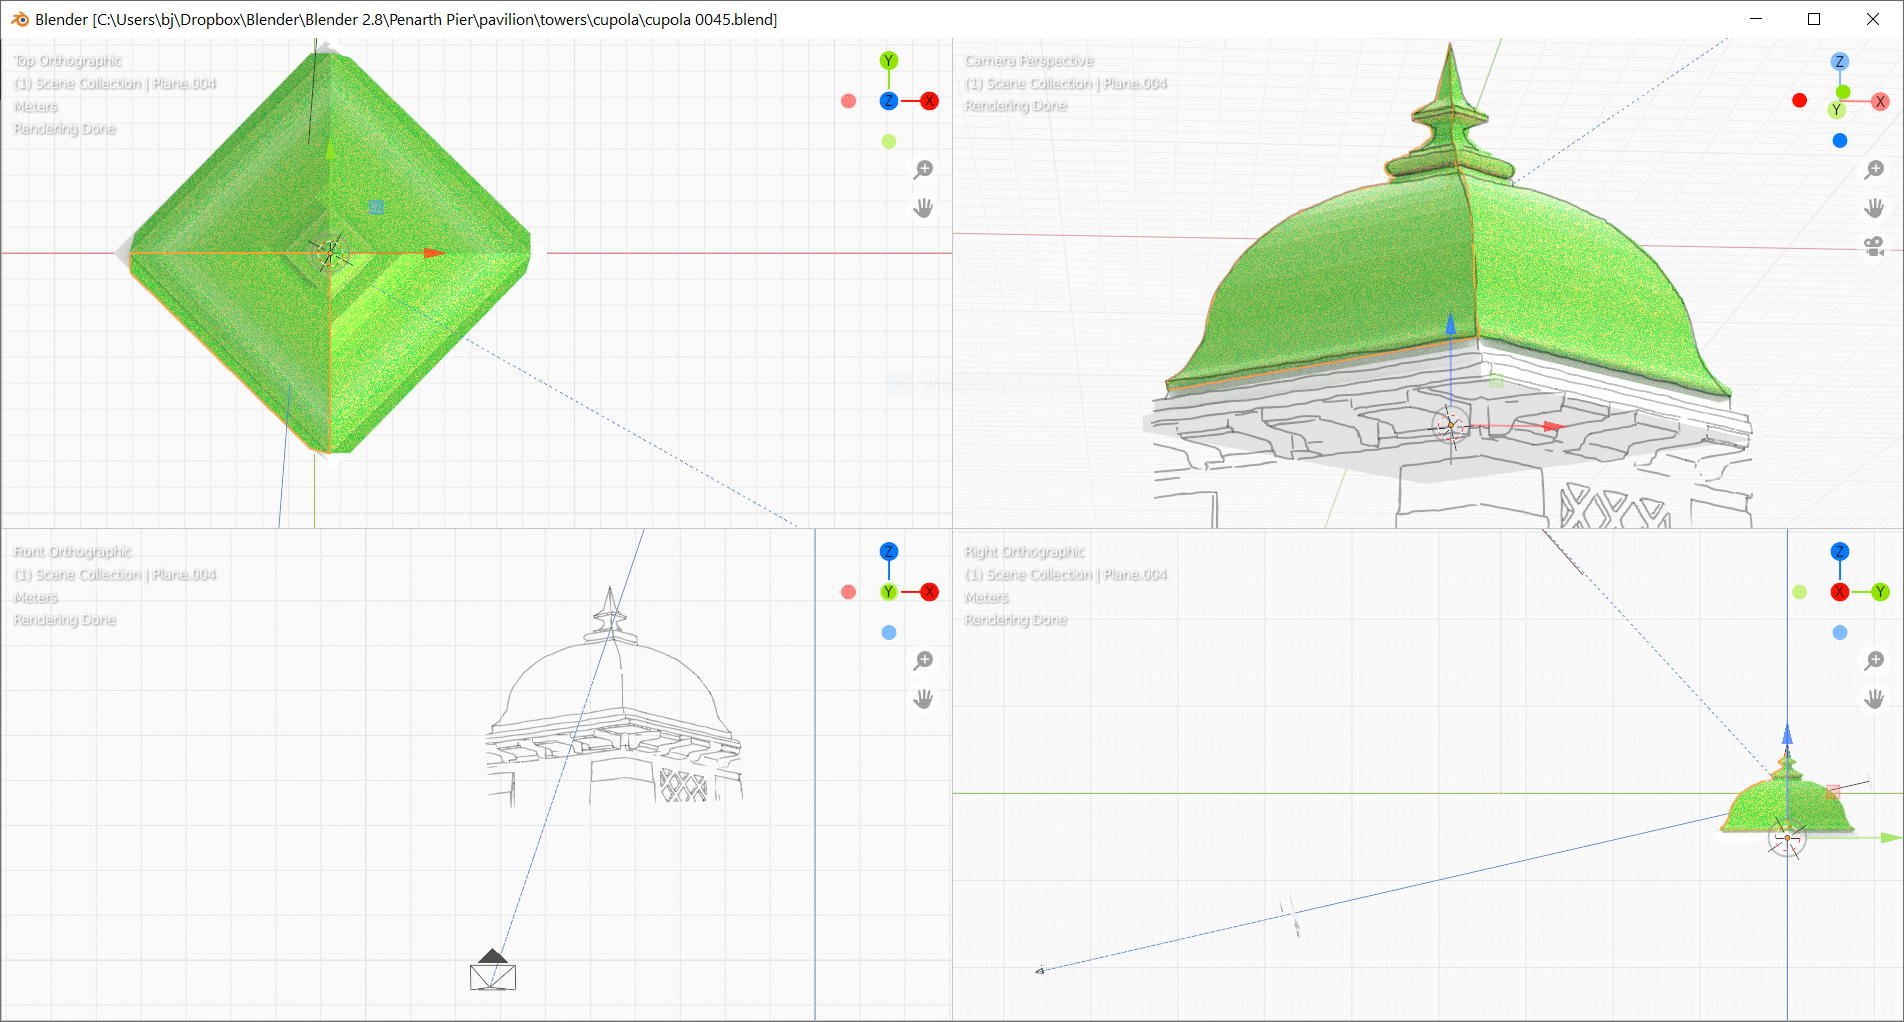 Blender [C:\Users\bj\Dropbox\Blender\Blender 2.8\Penarth Pier\pavilion\towers\cupola\cupola 0045.blend]
Top Orthographic
(1) Scene Collection | Plane.004
Meters
Rendering Done
Y
Z
X
Camera Perspective
(1) Scene Collection | Plane.004
Rendering Done
Z
Y
X
Front Orthographic
(1) Scene Collection | Plane.004
Meters
Rendering Done
Z
Y
X
Right Orthographic
(1) Scene Collection | Plane.004
Meters
Rendering Done
Z
X
Y